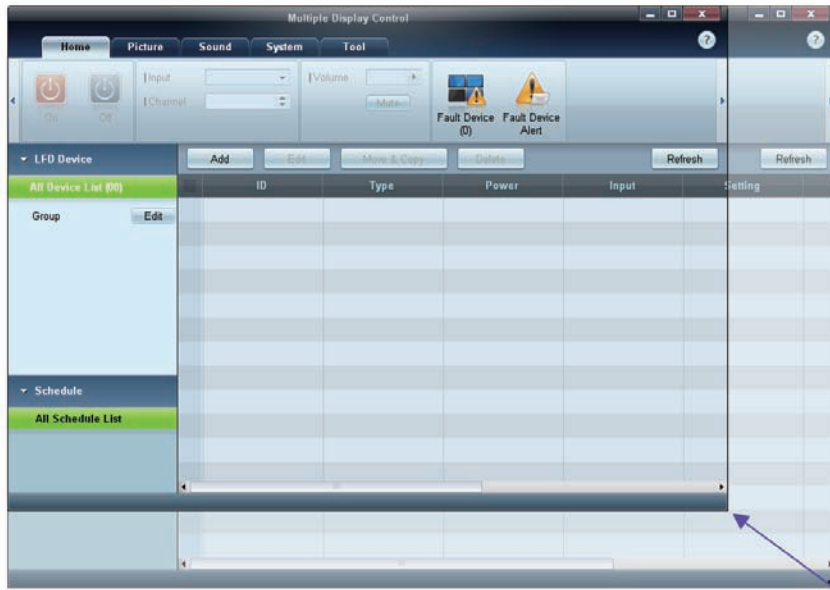 Multiple Display Control
Home Picture Sound System Tool
Input
Volume
On Off
Channel
Mute
Fault Device (0)
Fault Device Alert
LFD Device
Add Edit Move & Copy Delete Refresh Refresh
All Device List (00)
ID Type Power Input Setting
Group Edit
Schedule
All Schedule List